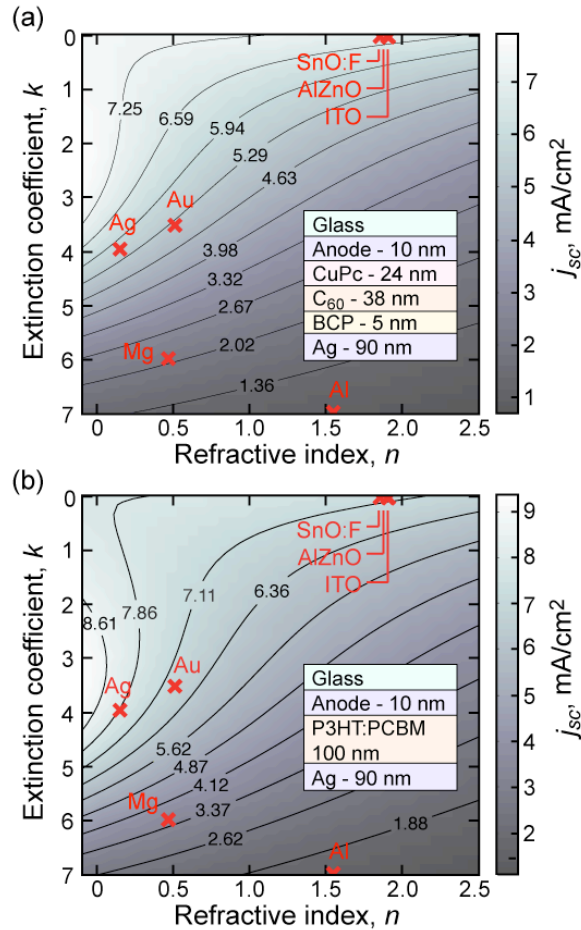 (a)
0
1
2
3
4
5
6
7
Extinction coefficient, k
0
0.5
1.0
1.5
2.0
2.5
Refractive index, n
7.25
6.59
5.94
5.29
4.63
3.98
3.32
2.67
2.02
1.36
SnO:F
AlZnO
ITO
Ag
Au
Mg
Al
Glass
Anode - 10 nm
CuPc - 24 nm
C₆₀ - 38 nm
BCP - 5 nm
Ag - 90 nm
7
6
5
4
3
2
1
jsc, mA/cm2
(b)
0
1
2
3
4
5
6
7
Extinction coefficient, k
0
0.5
1.0
1.5
2.0
2.5
Refractive index, n
8.61
7.86
7.11
6.36
5.62
4.87
4.12
3.37
2.62
1.88
SnO:F
AlZnO
ITO
Ag
Au
Mg
Al
Glass
Anode - 10 nm
P3HT:PCBM
100 nm
Ag - 90 nm
9
8
7
6
5
4
3
2
jsc, mA/cm2